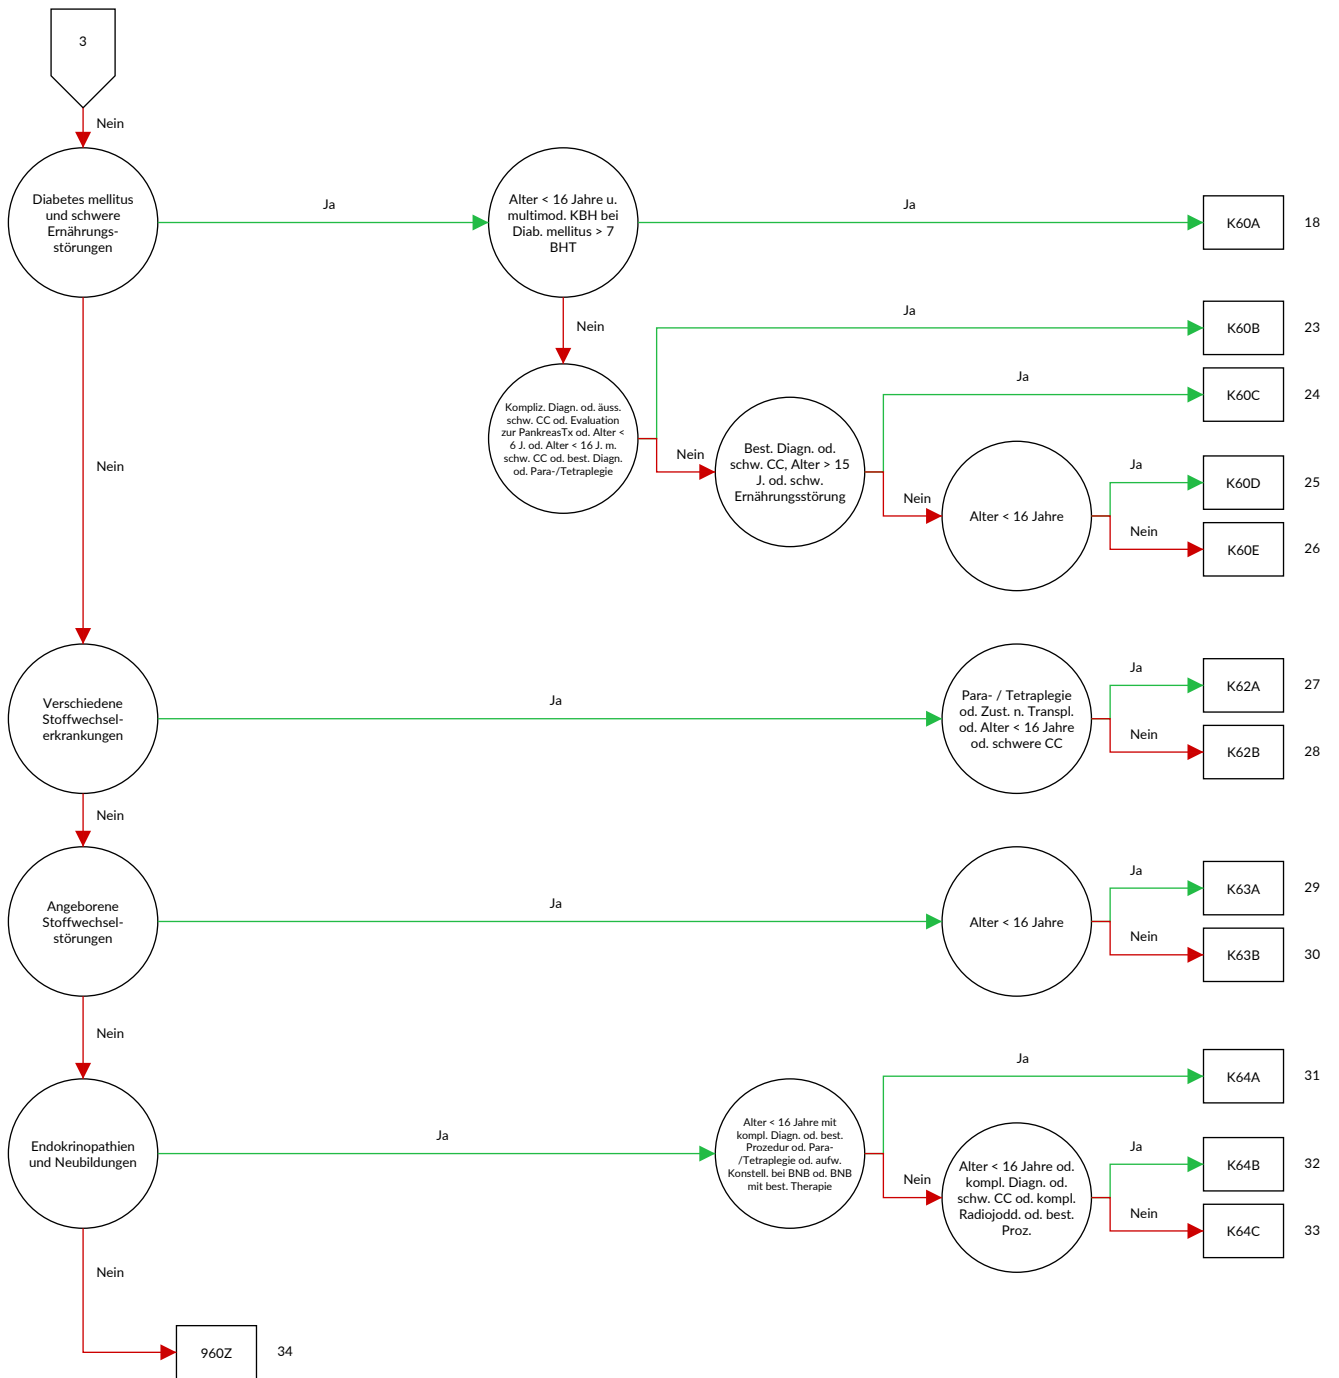 3
Nein
Diabetes mellitus
und schwere
Ernährungs-
störungen
Ja
Alter < 16 Jahre u.
multimod. KBH bei
Diab. mellitus > 7
BHT
Ja
K60A
18
Nein
Ja
K60B
23
Kompliz. Diagn. od. äuss.
schw. CC od. Evaluation
zur PankreasTx od. Alter <
6 J. od. Alter < 16 J. m.
schw. CC od. best. Diagn.
od. Para-/Tetraplegie
Nein
Best. Diagn. od.
schw. CC, Alter > 15
J. od. schw.
Ernährungsstörung
Ja
K60C
24
Nein
Alter < 16 Jahre
Ja
K60D
25
Nein
K60E
26
Nein
Verschiedene
Stoffwechsel-
erkrankungen
Ja
Para- / Tetraplegie
od. Zust. n. Transpl.
od. Alter < 16 Jahre
od. schwere CC
Ja
K62A
27
Nein
K62B
28
Nein
Angeborene
Stoffwechsel-
störungen
Ja
Alter < 16 Jahre
Ja
K63A
29
Nein
K63B
30
Nein
Endokrinopathien
und Neubildungen
Ja
Alter < 16 Jahre mit
kompl. Diagn. od. best.
Prozedur od. Para-
/Tetraplegie od. aufw.
Konstell. bei BNB od. BNB
mit best. Therapie
Ja
K64A
31
Nein
Alter < 16 Jahre od.
kompl. Diagn. od.
schw. CC od. kompl.
Radiojodd. od. best.
Proz.
Ja
K64B
32
Nein
K64C
33
Nein
960Z
34